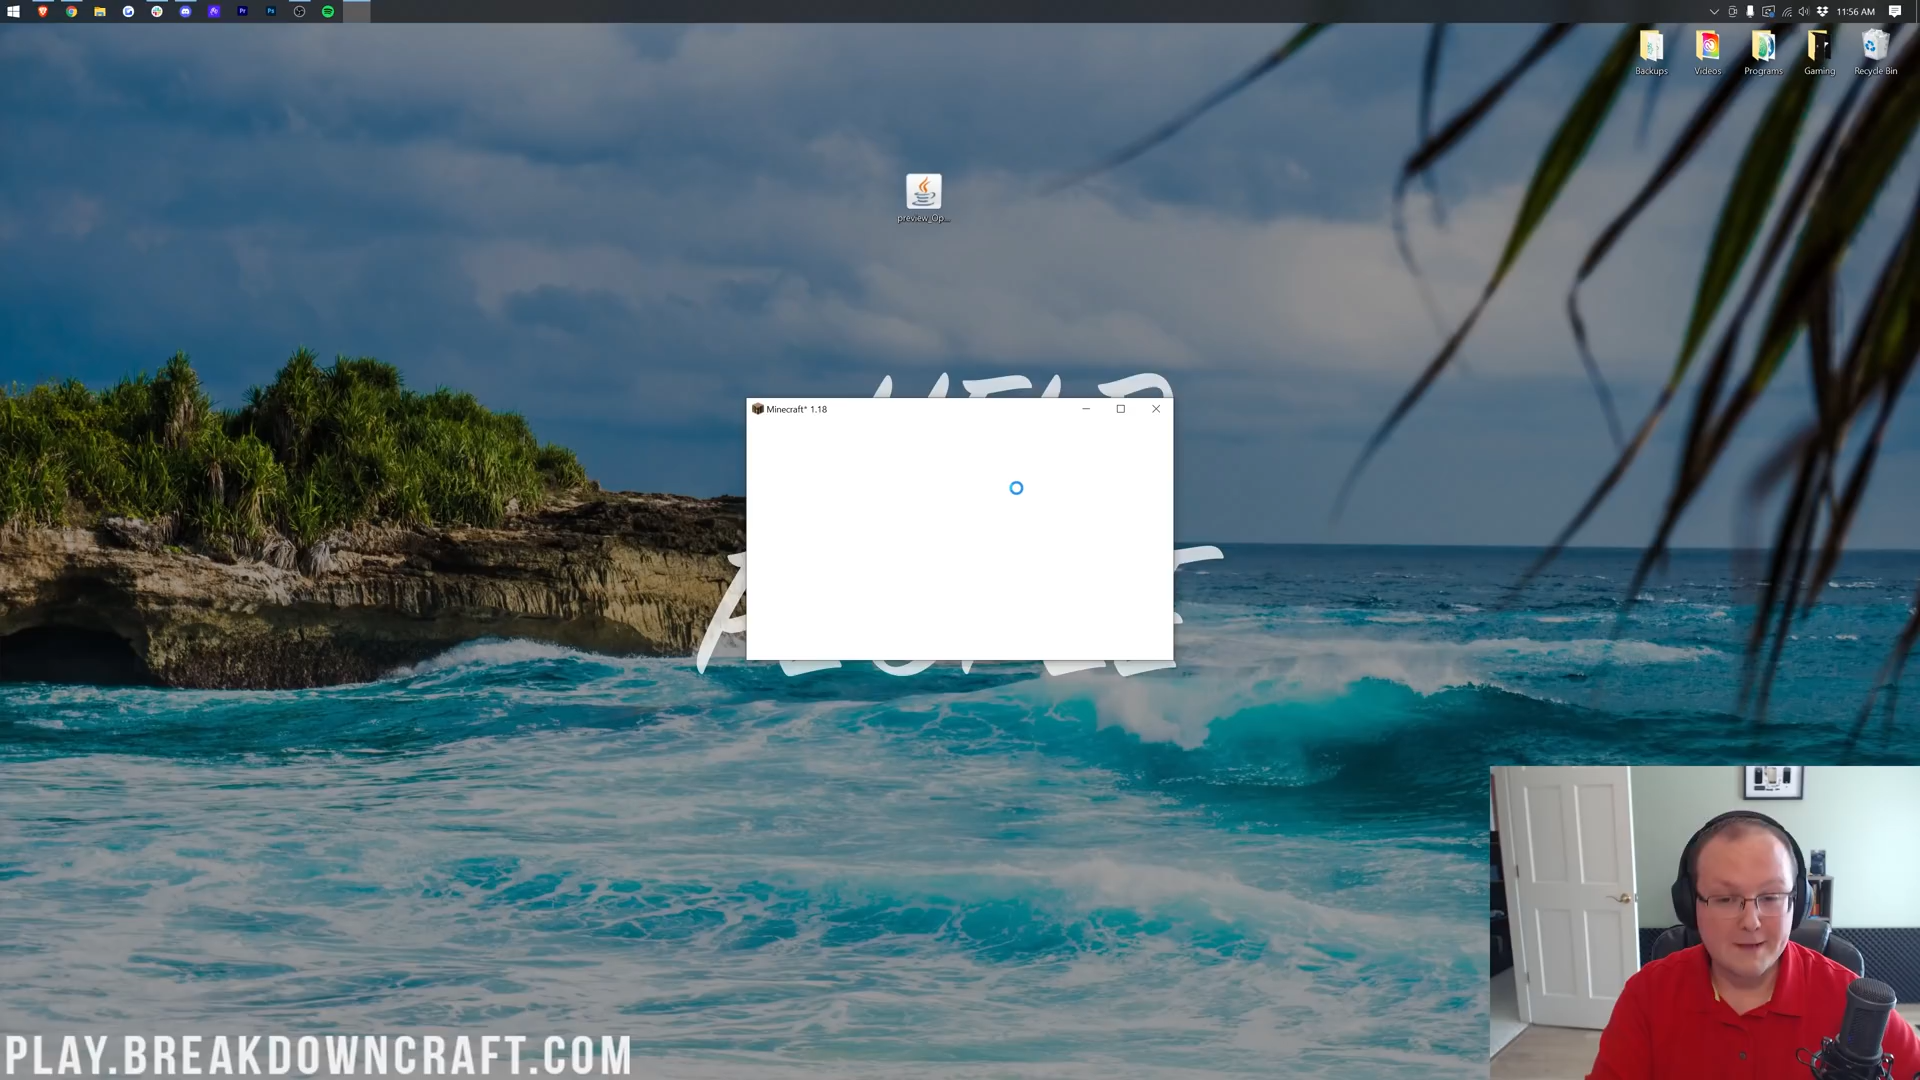 11:56 AM
Backups
Videos
Programs
Gaming
Recycle Bin
preview_Op...
Minecraft* 1.18
PLAY.BREAKDOWNCRAFT.COM